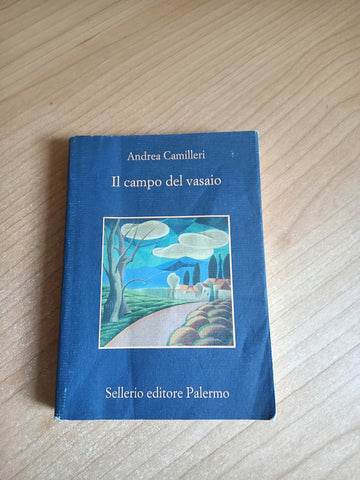 Andrea Camilleri
Il campo del vasaio
Sellerio editore Palermo